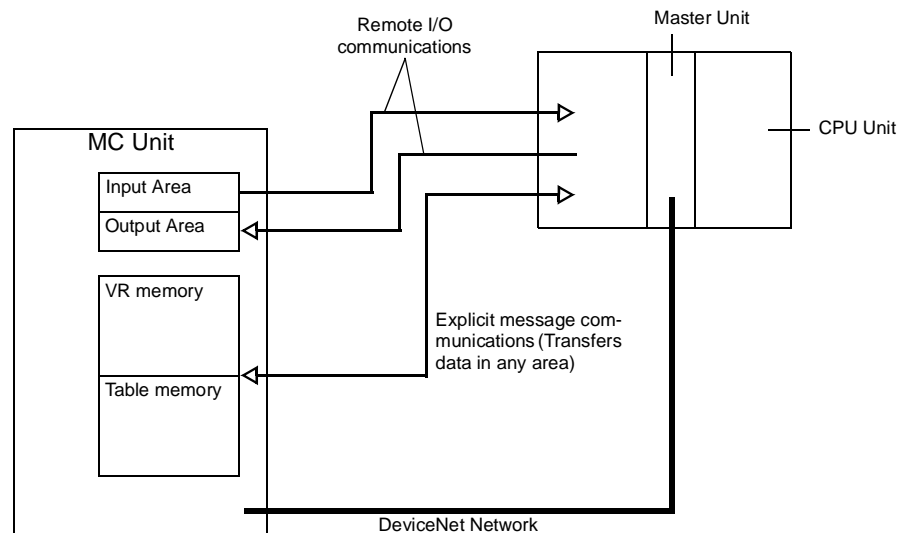 Remote I/O
communications
Master Unit
CPU Unit
MC Unit
Input Area
Output Area
VR memory
Table memory
Explicit message com-
munications (Transfers
data in any area)
DeviceNet Network